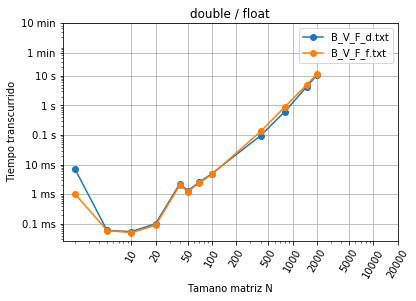 double / float
B_V_F_d.txt
B_V_F_f.txt
10 min
1 min
10 s
1 s
0.1 s
10 ms
1 ms
0.1 ms
Tiempo transcurrido
10
20
50
100
200
500
1000
2000
5000
10000
20000
Tamano matriz N